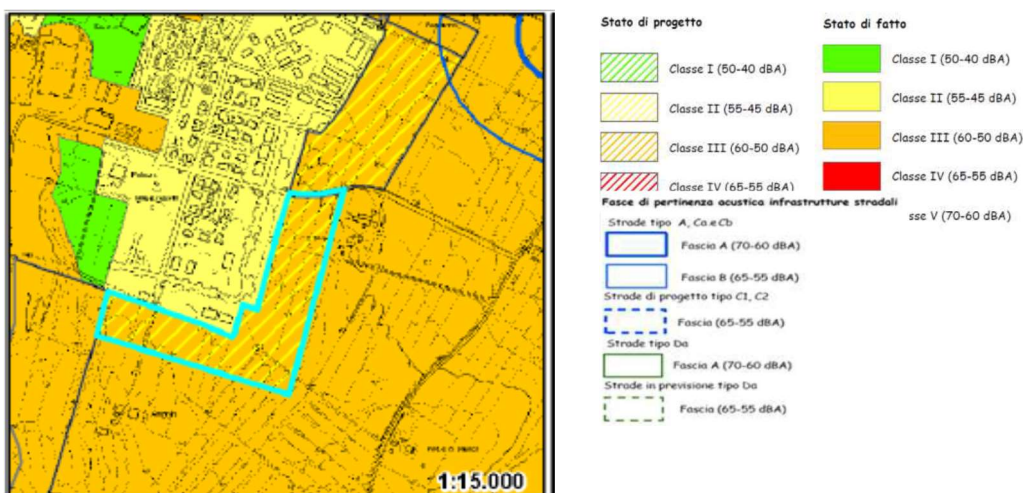 1:15.000
Stato di progetto
Classe I (50-40 dBA)
Classe II (55-45 dBA)
Classe III (60-50 dBA)
Classe IV (65-55 dBA)
Stato di fatto
Classe I (50-40 dBA)
Classe II (55-45 dBA)
Classe III (60-50 dBA)
Classe IV (65-55 dBA)
sse V (70-60 dBA)
Fasce di pertinenza acustica infrastrutture stradali
Strade tipo A, Ca e Cb
Fascia A (70-60 dBA)
Fascia B (65-55 dBA)
Strade di progetto tipo C1, C2
Fascia (65-55 dBA)
Strade tipo Da
Fascia A (70-60 dBA)
Strade in previsione tipo Da
Fascia (65-55 dBA)